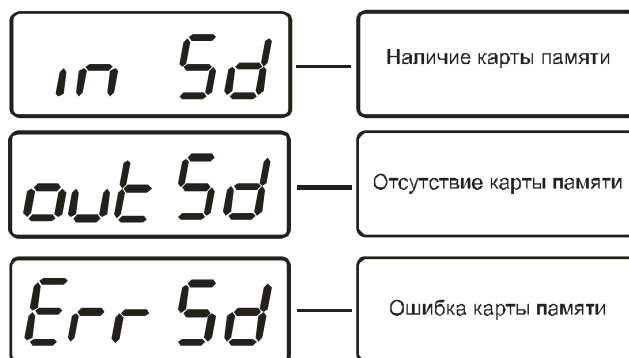 in Sd
Наличие карты памяти
out Sd
Отсутствие карты памяти
Err Sd
Ошибка карты памяти